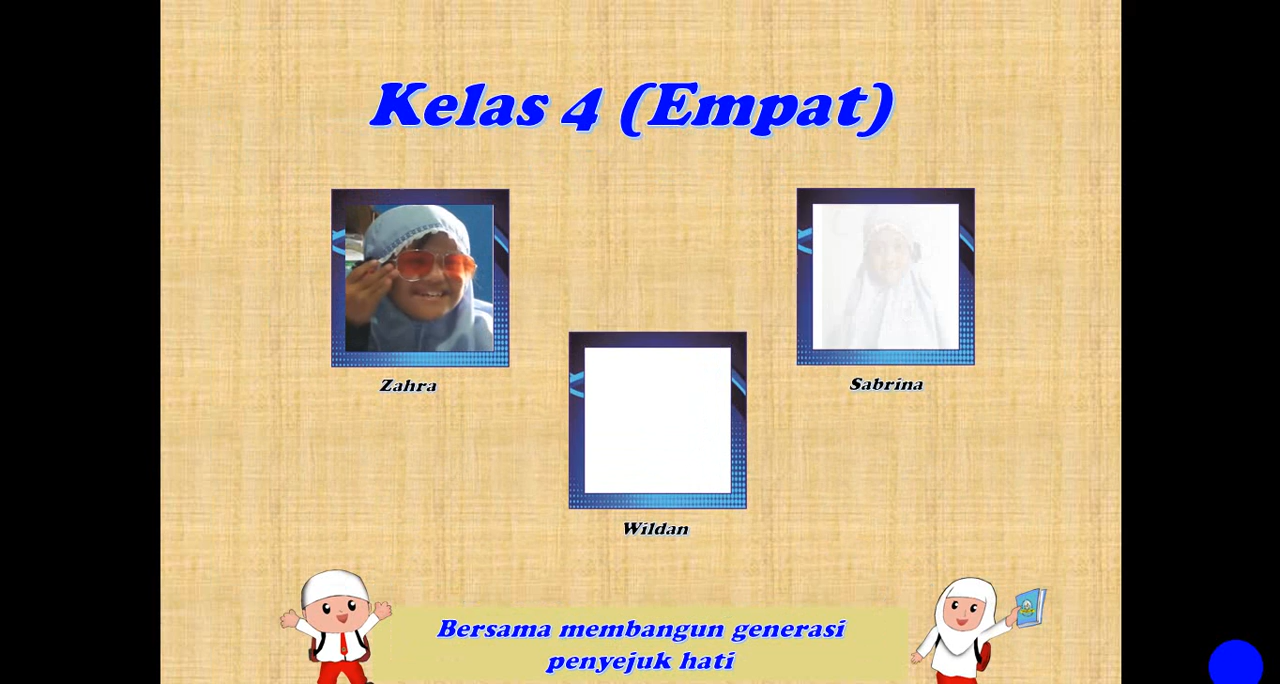 Kelas 4 (Empat)
Zahra
Sabrina
Wildan
Bersama membangun generasi
penyejuk hati